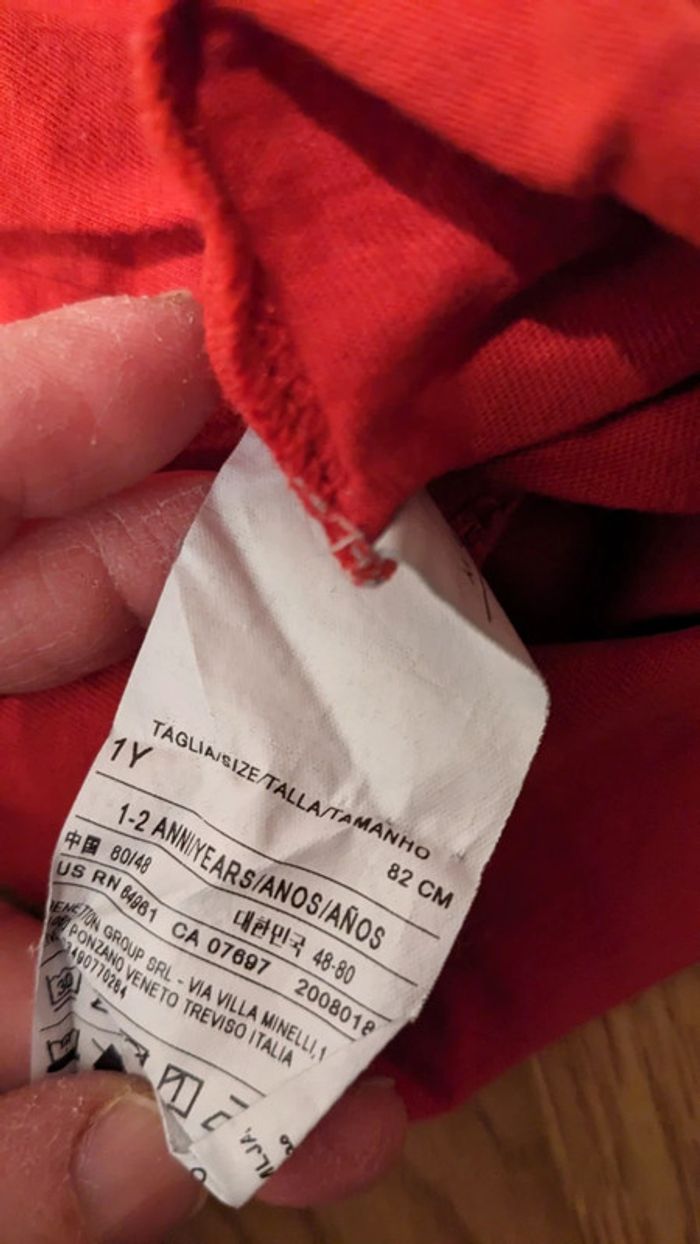 TAGLIA/SIZE/TALLA/TAMANHO
1Y 82 CM
1-2 ANNI/YEARS/ANOS/AÑOS
中国 80/48 대한민국 48-80
US RN 64961 CA 07697 2008018
GROUP SRL - VIA VILLA MINELLI,1
PONZANO VENETO TREVISO ITALIA